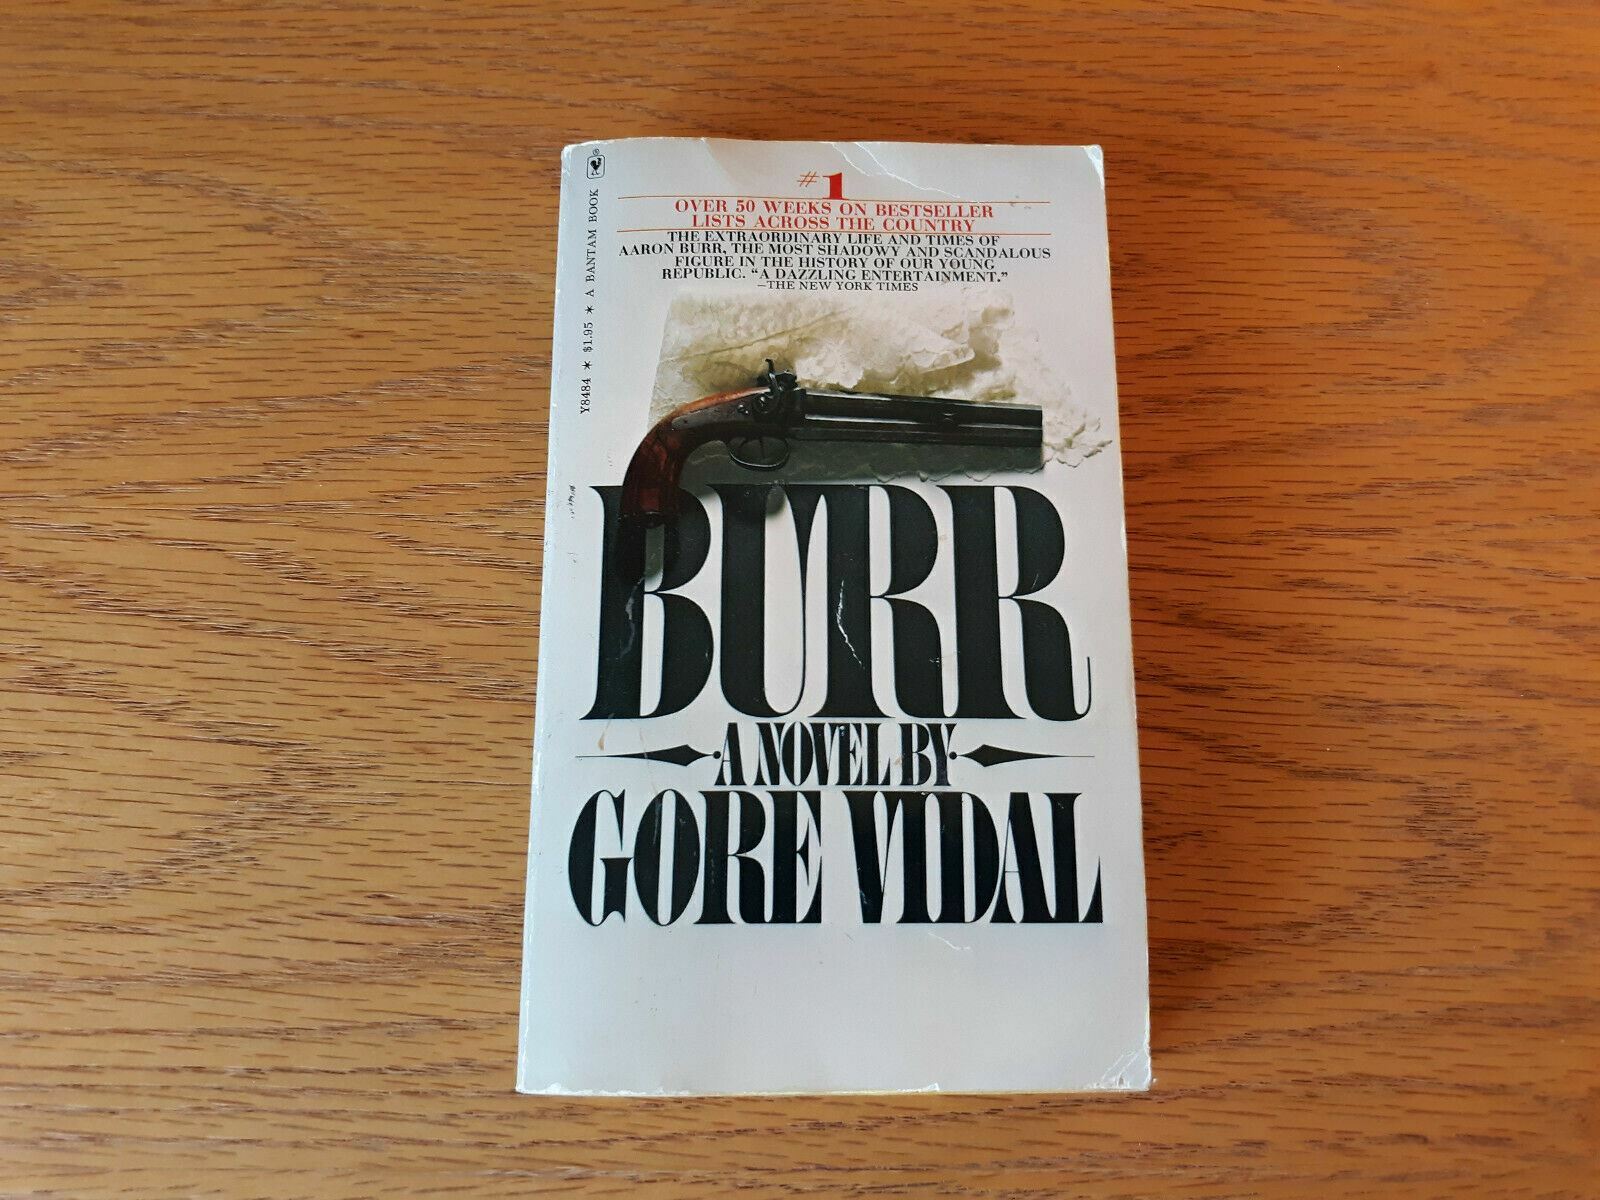 #1
OVER 50 WEEKS ON BESTSELLER
LISTS ACROSS THE COUNTRY
THE EXTRAORDINARY LIFE AND TIMES OF
AARON BURR, THE MOST SHADOWY AND SCANDALOUS
FIGURE IN THE HISTORY OF OUR YOUNG
REPUBLIC. “A DAZZLING ENTERTAINMENT.”
—THE NEW YORK TIMES
Y8484 * $1.95 * A BANTAM BOOK ®
BURR
A NOVEL BY
GORE VIDAL